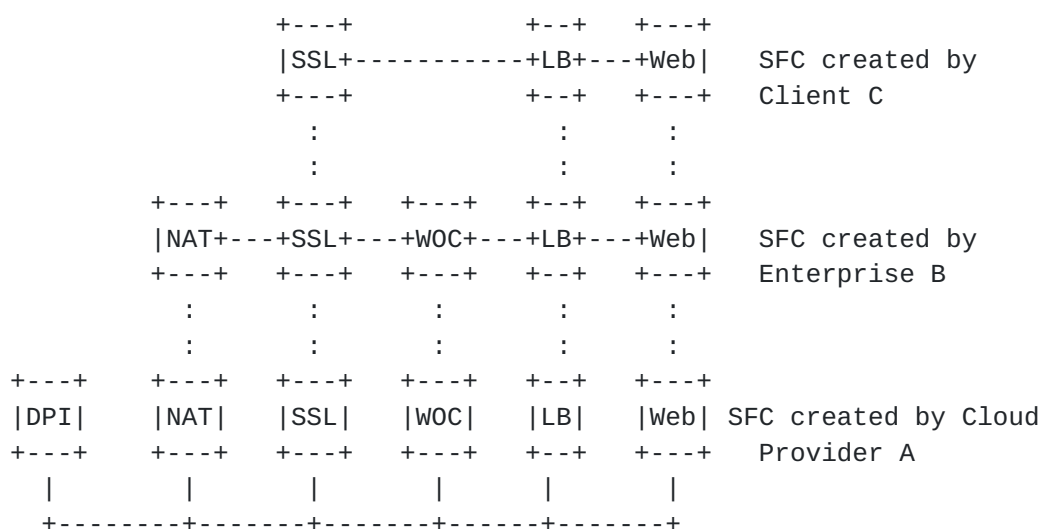 +---+ +--+ +---+
|SSL+-----------+LB+---+Web| SFC created by
+---+ +--+ +---+ Client C
: : :
: : :
+---+ +---+ +---+ +--+ +---+
|NAT+---+SSL+---+WOC+---+LB+---+Web| SFC created by
+---+ +---+ +---+ +--+ +---+ Enterprise B
: : : : :
: : : : :
+---+ +---+ +---+ +---+ +--+ +---+
|DPI| |NAT| |SSL| |WOC| |LB| |Web| SFC created by Cloud
+---+ +---+ +---+ +---+ +--+ +---+ Provider A
| | | | | |
+--------+-------+-------+------+-------+